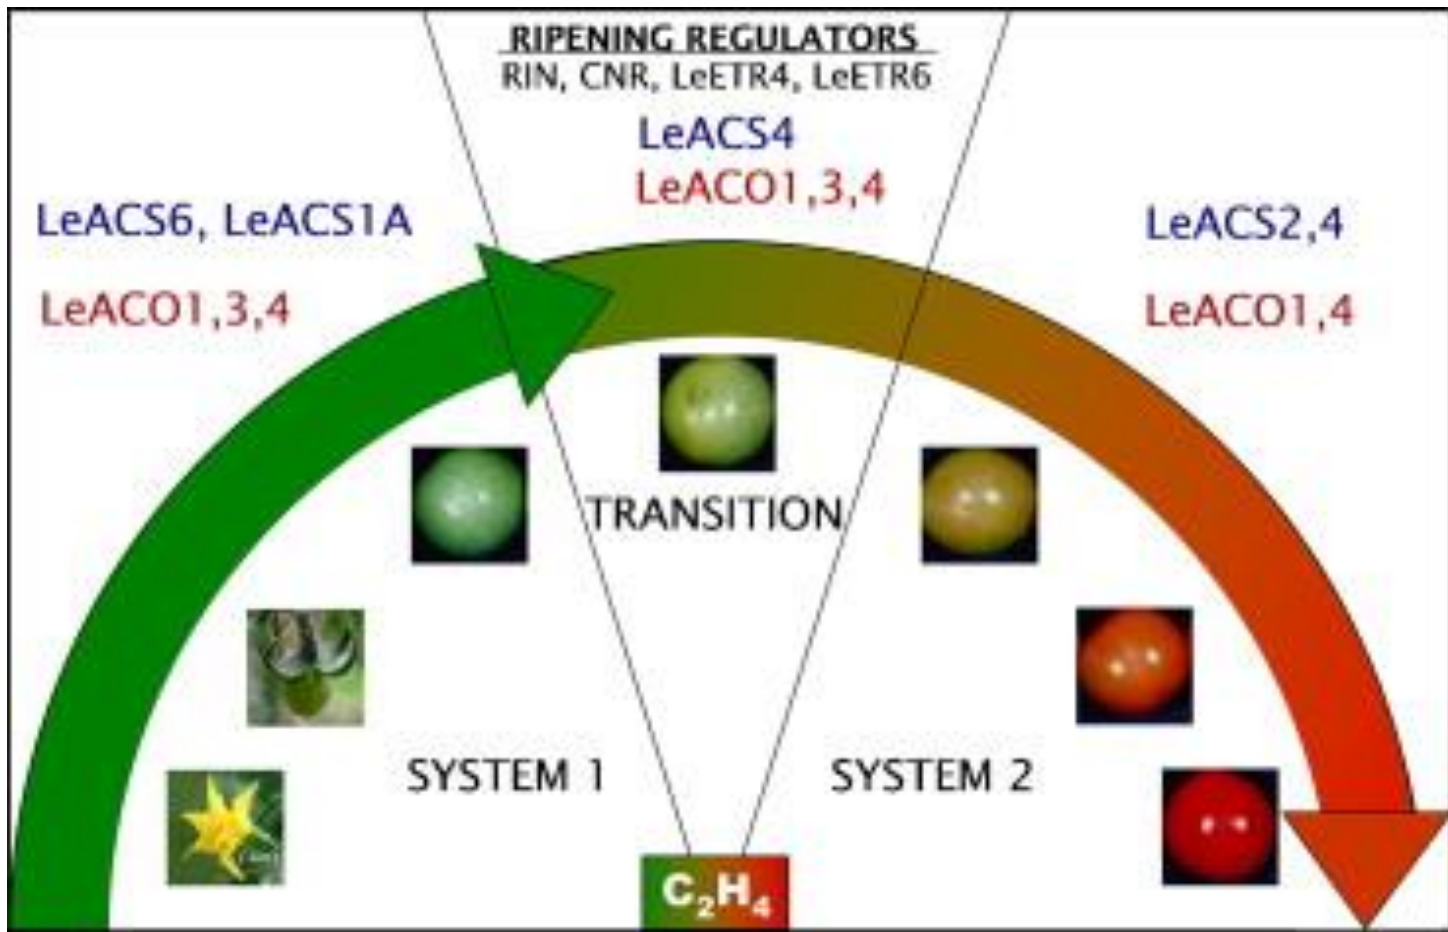 RIPENING REGULATORS
RIN, CNR, LeETR4, LeETR6
LeACS4
LeACO1,3,4
LeACS6, LeACS1A
LeACO1,3,4
LeACS2,4
LeACO1,4
TRANSITION
SYSTEM 1
SYSTEM 2
C₂H₄